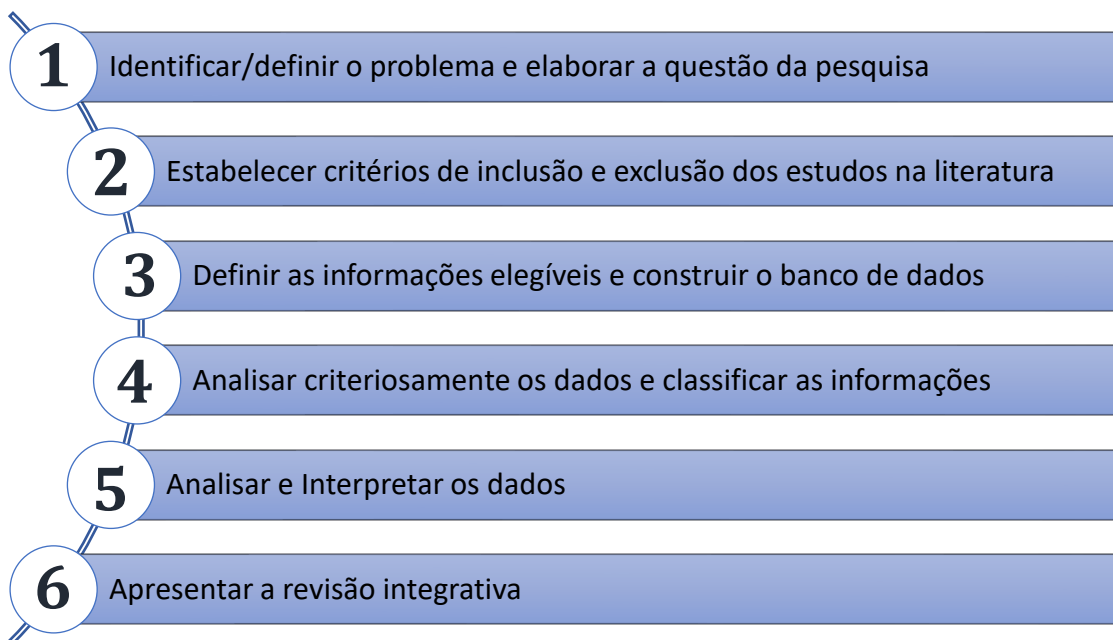 1 Identificar/definir o problema e elaborar a questão da pesquisa
2 Estabelecer critérios de inclusão e exclusão dos estudos na literatura
3 Definir as informações elegíveis e construir o banco de dados
4 Analisar criteriosamente os dados e classificar as informações
5 Analisar e Interpretar os dados
6 Apresentar a revisão integrativa